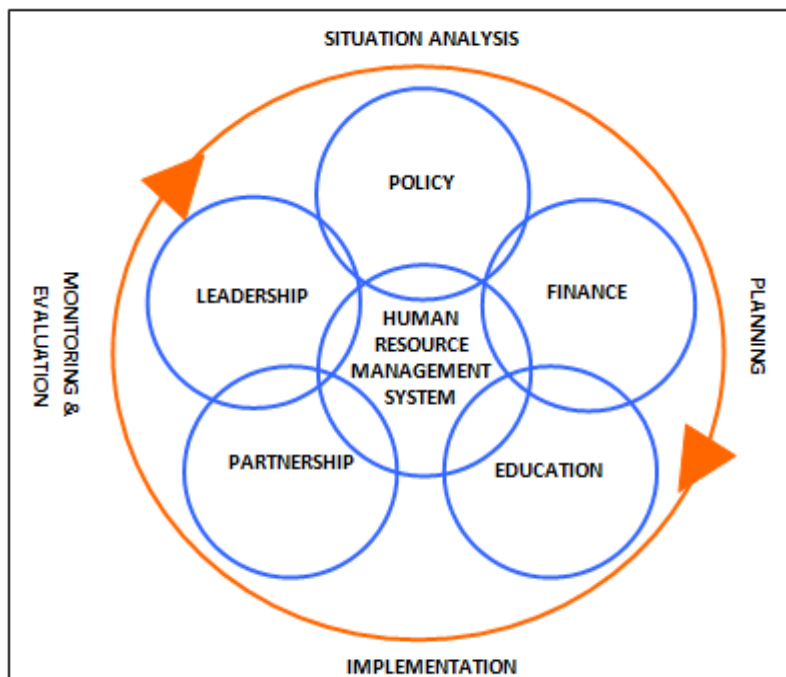 SITUATION ANALYSIS
POLICY
LEADERSHIP
FINANCE
HUMAN
RESOURCE
MANAGEMENT
SYSTEM
MONITORING &
EVALUATION
PLANNING
PARTNERSHIP
EDUCATION
IMPLEMENTATION